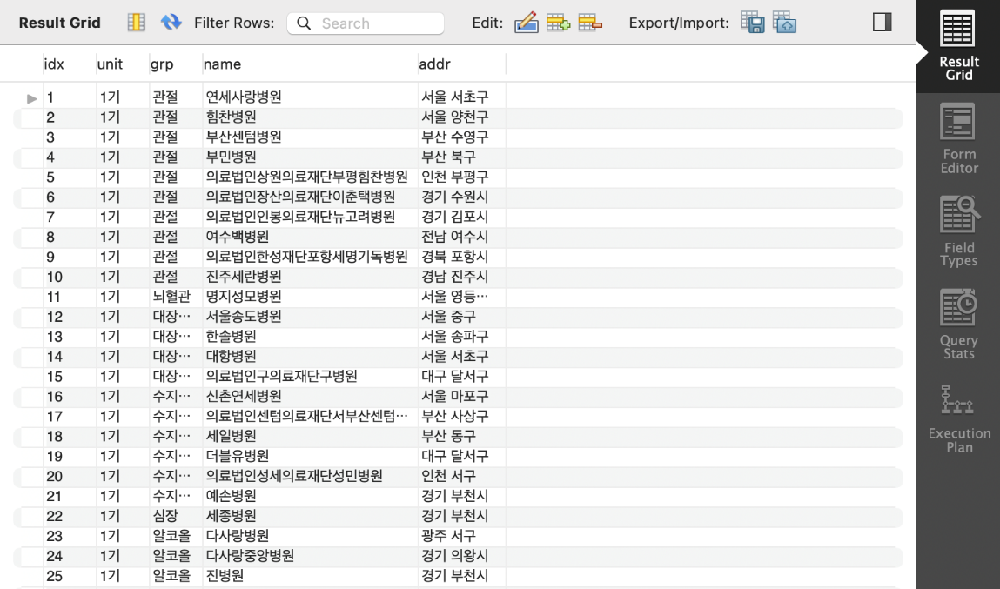 Result Grid Filter Rows: Search Edit: Export/Import:
idx unit grp name addr
1 1기 관절 연세사랑병원 서울 서초구
2 1기 관절 힘찬병원 서울 양천구
3 1기 관절 부산센텀병원 부산 수영구
4 1기 관절 부민병원 부산 북구
5 1기 관절 의료법인상원의료재단부평힘찬병원 인천 부평구
6 1기 관절 의료법인장산의료재단이춘택병원 경기 수원시
7 1기 관절 의료법인인봉의료재단뉴고려병원 경기 김포시
8 1기 관절 여수백병원 전남 여수시
9 1기 관절 의료법인한성재단포항세명기독병원 경북 포항시
10 1기 관절 진주세란병원 경남 진주시
11 1기 뇌혈관 명지성모병원 서울 영등…
12 1기 대장… 서울송도병원 서울 중구
13 1기 대장… 한솔병원 서울 송파구
14 1기 대장… 대항병원 서울 서초구
15 1기 대장… 의료법인구의료재단구병원 대구 달서구
16 1기 수지… 신촌연세병원 서울 마포구
17 1기 수지… 의료법인센텀의료재단서부산센텀… 부산 사상구
18 1기 수지… 세일병원 부산 동구
19 1기 수지… 더블유병원 대구 달서구
20 1기 수지… 의료법인성세의료재단성민병원 인천 서구
21 1기 수지… 예손병원 경기 부천시
22 1기 심장 세종병원 경기 부천시
23 1기 알코올 다사랑병원 광주 서구
24 1기 알코올 다사랑중앙병원 경기 의왕시
25 1기 알코올 진병원 경기 부천시
Result
Grid
Form
Editor
Field
Types
Query
Stats
Execution
Plan